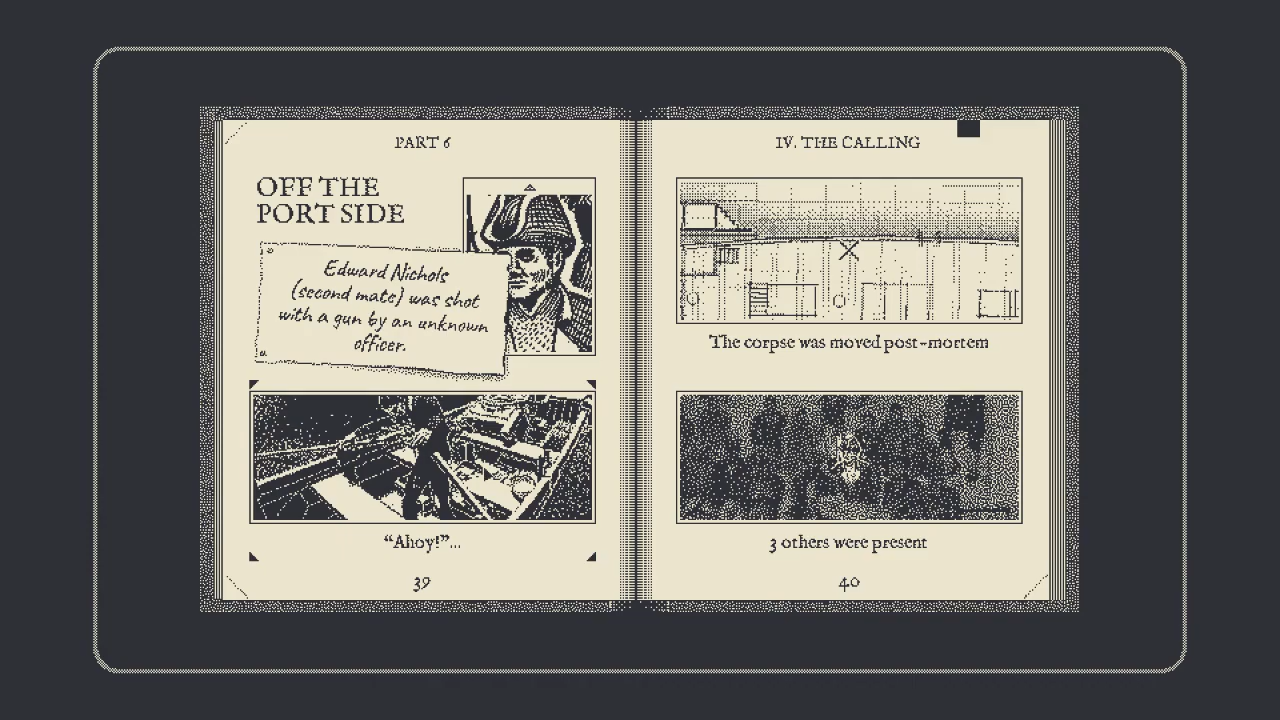 PART 6
OFF THE
PORT SIDE
Edward Nichols
(second mate) was shot
with a gun by an unknown
officer.
“Ahoy!”...
39
IV. THE CALLING
The corpse was moved post-mortem
3 others were present
40